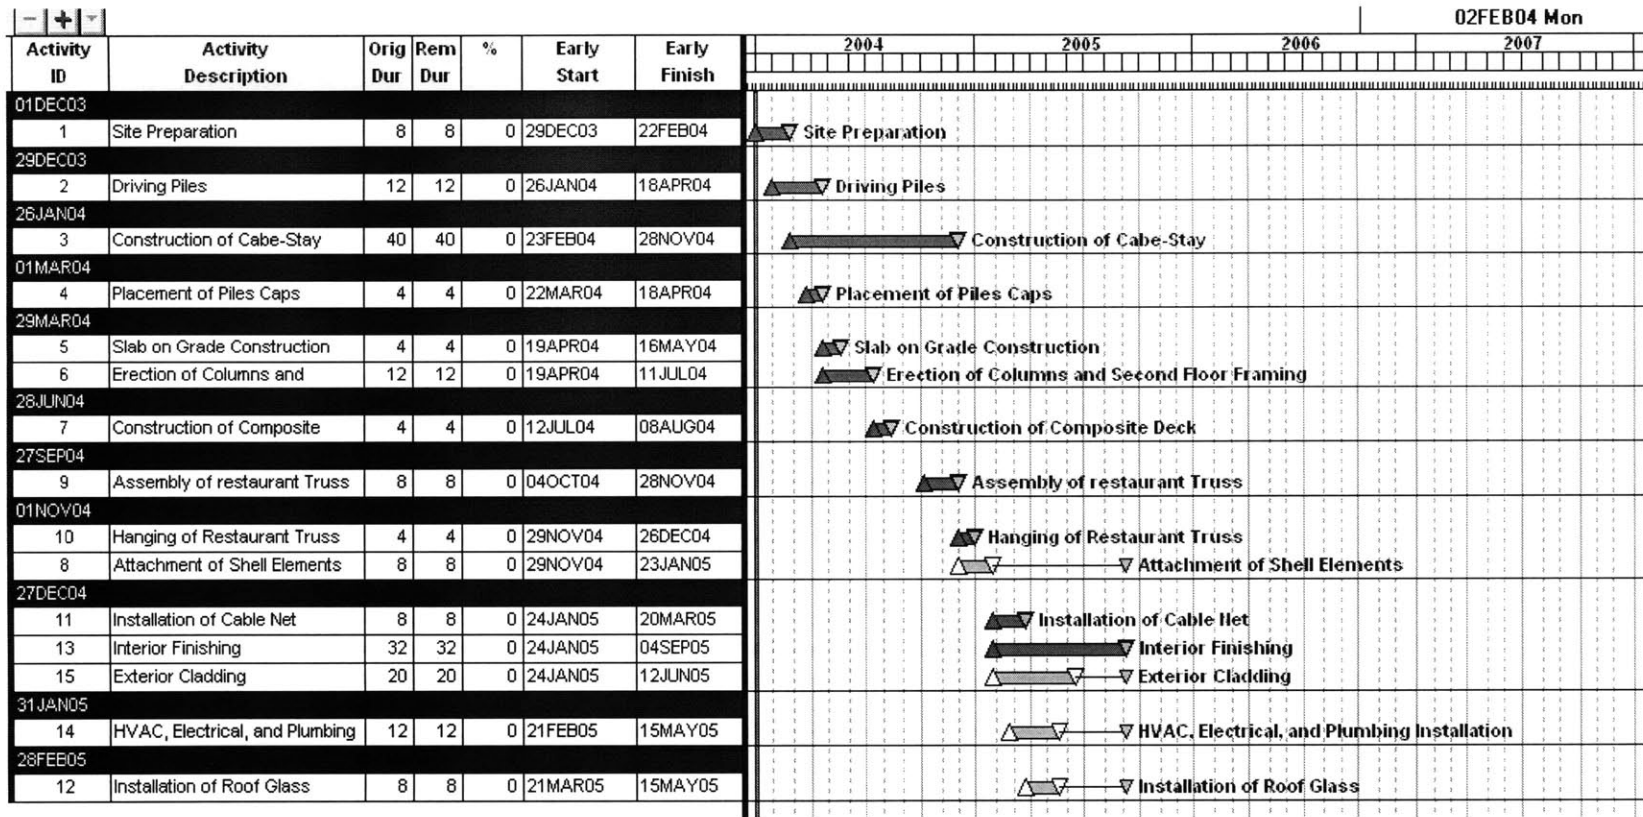 02FEB04 Mon
Activity ID Activity Description Orig Dur Rem Dur % Early Start Early Finish 2004 2005 2006 2007
01DEC03
1 Site Preparation 8 8 0 29DEC03 22FEB04 Site Preparation
29DEC03
2 Driving Piles 12 12 0 26JAN04 18APR04 Driving Piles
26JAN04
3 Construction of Cabe-Stay 40 40 0 23FEB04 28NOV04 Construction of Cabe-Stay
01MAR04
4 Placement of Piles Caps 4 4 0 22MAR04 18APR04 Placement of Piles Caps
29MAR04
5 Slab on Grade Construction 4 4 0 19APR04 16MAY04 Slab on Grade Construction
6 Erection of Columns and 12 12 0 19APR04 11JUL04 Erection of Columns and Second Floor Framing
28JUN04
7 Construction of Composite 4 4 0 12JUL04 08AUG04 Construction of Composite Deck
27SEP04
9 Assembly of restaurant Truss 8 8 0 04OCT04 28NOV04 Assembly of restaurant Truss
01NOV04
10 Hanging of Restaurant Truss 4 4 0 29NOV04 26DEC04 Hanging of Restaurant Truss
8 Attachment of Shell Elements 8 8 0 29NOV04 23JAN05 Attachment of Shell Elements
27DEC04
11 Installation of Cable Net 8 8 0 24JAN05 20MAR05 Installation of Cable Net
13 Interior Finishing 32 32 0 24JAN05 04SEP05 Interior Finishing
15 Exterior Cladding 20 20 0 24JAN05 12JUN05 Exterior Cladding
31JAN05
14 HVAC, Electrical, and Plumbing 12 12 0 21FEB05 15MAY05 HVAC, Electrical, and Plumbing Installation
28FEB05
12 Installation of Roof Glass 8 8 0 21MAR05 15MAY05 Installation of Roof Glass